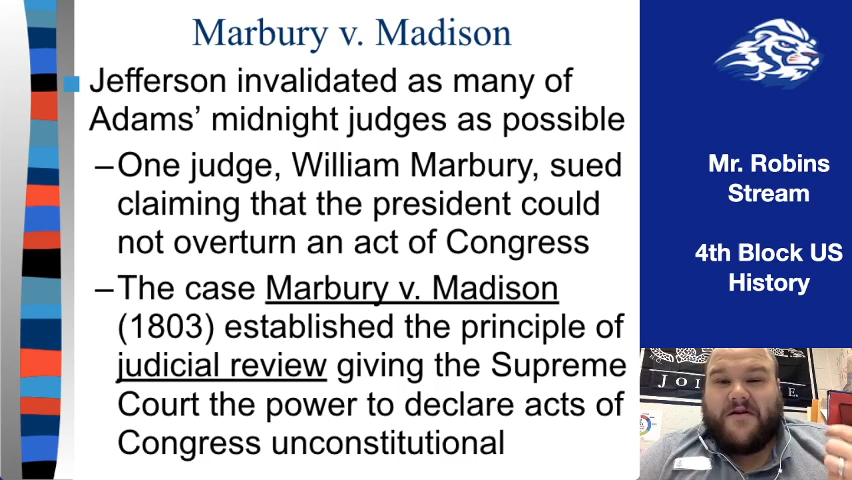 Marbury v. Madison
Jefferson invalidated as many of
Adams’ midnight judges as possible
–One judge, William Marbury, sued
claiming that the president could
not overturn an act of Congress
–The case Marbury v. Madison
(1803) established the principle of
judicial review giving the Supreme
Court the power to declare acts of
Congress unconstitutional
Mr. Robins
Stream
4th Block US
History